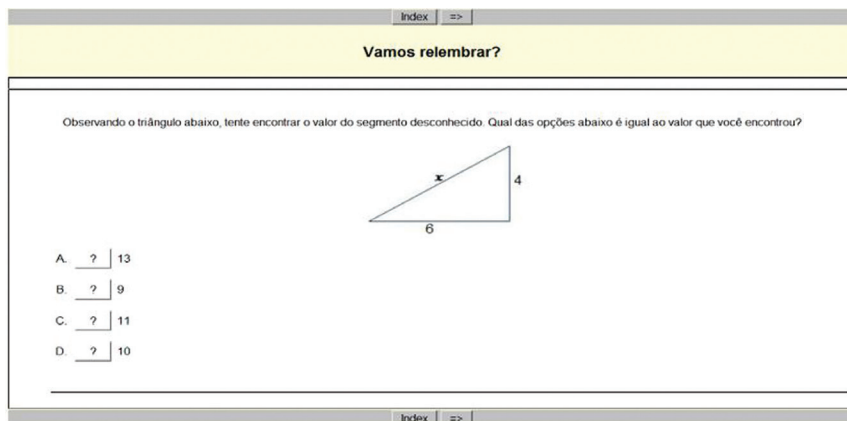 Index =>
Vamos relembrar?
Observando o triângulo abaixo, tente encontrar o valor do segmento desconhecido. Qual das opções abaixo é igual ao valor que você encontrou?
x
4
6
A. ? 13
B. ? 9
C. ? 11
D. ? 10
Index =>